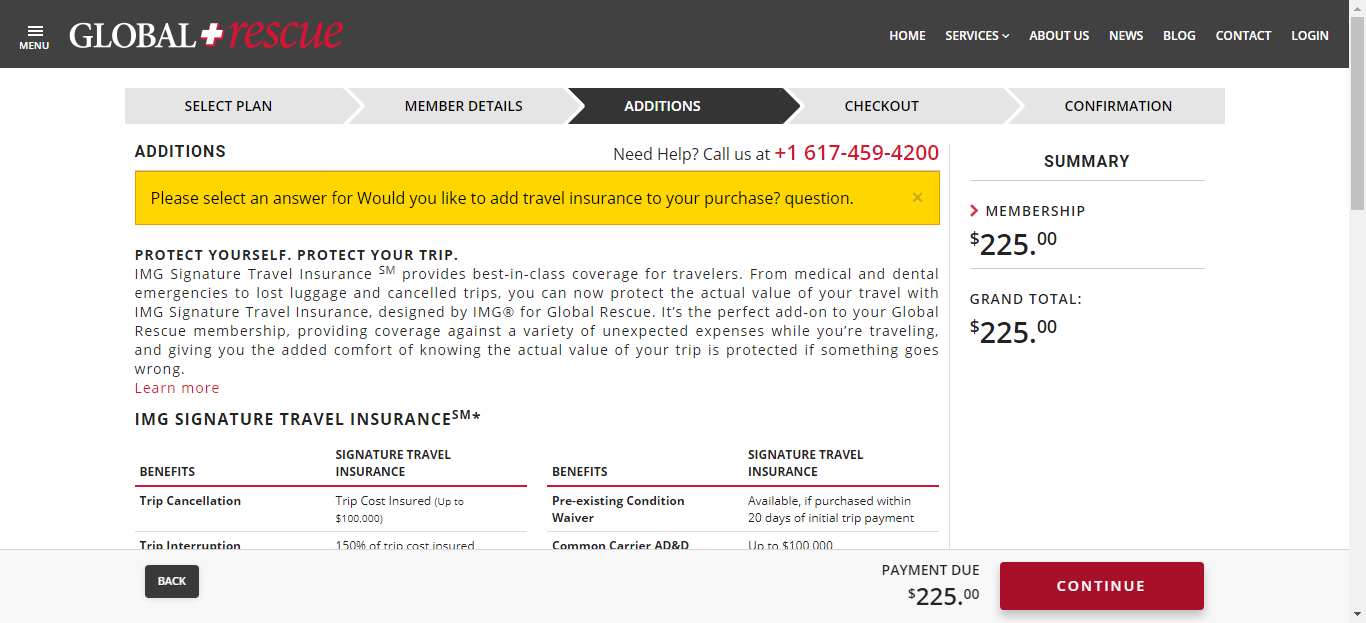 MENU
GLOBAL rescue
HOME
SERVICES
ABOUT US
NEWS
BLOG
CONTACT
LOGIN
SELECT PLAN
MEMBER DETAILS
ADDITIONS
CHECKOUT
CONFIRMATION
ADDITIONS
Need Help? Call us at +1 617-459-4200
Please select an answer for Would you like to add travel insurance to your purchase? question. ×
PROTECT YOURSELF. PROTECT YOUR TRIP.
IMG Signature Travel Insurance SM provides best-in-class coverage for travelers. From medical and dental
emergencies to lost luggage and cancelled trips, you can now protect the actual value of your travel with
IMG Signature Travel Insurance, designed by IMG® for Global Rescue. It's the perfect add-on to your Global
Rescue membership, providing coverage against a variety of unexpected expenses while you're traveling,
and giving you the added comfort of knowing the actual value of your trip is protected if something goes
wrong.
Learn more
IMG SIGNATURE TRAVEL INSURANCESM*
BENEFITS
SIGNATURE TRAVEL
INSURANCE
Trip Cancellation
Trip Cost Insured (Up to
$100,000)
Trip Interruption
150% of trip cost insured
BENEFITS
SIGNATURE TRAVEL
INSURANCE
Pre-existing Condition
Waiver
Available, if purchased within
20 days of initial trip payment
Common Carrier AD&D
Up to $100,000
SUMMARY
MEMBERSHIP
$225.00
GRAND TOTAL:
$225.00
BACK
PAYMENT DUE
$225.00
CONTINUE